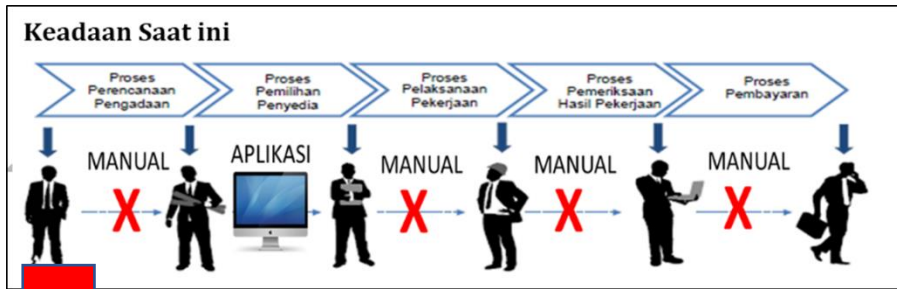 Keadaan Saat ini
Proses
Perencanaan
Pengadaan
Proses
Pemilihan
Penyedia
Proses
Pelaksanaan
Pekerjaan
Proses
Pemeriksaan
Hasil Pekerjaan
Proses
Pembayaran
MANUAL
X
APLIKASI
MANUAL
X
MANUAL
X
MANUAL
X